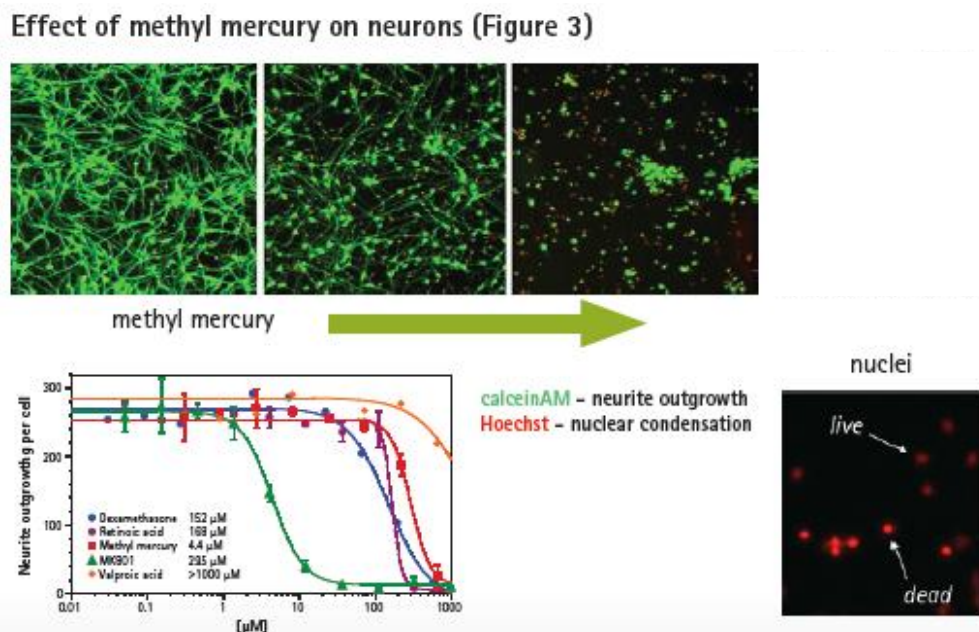 Effect of methyl mercury on neurons (Figure 3)
methyl mercury
calceinAM – neurite outgrowth
Hoechst – nuclear condensation
nuclei
live
dead
Neurite outgrowthg per cell
300
200
100
0
Dexamethasone 152 µM
Retinoic acid 168 µM
Methyl mercury 4.4 µM
MK801 295 µM
Valproic acid >1000 µM
0.01 0.1 1 10 100 1000
[µM]